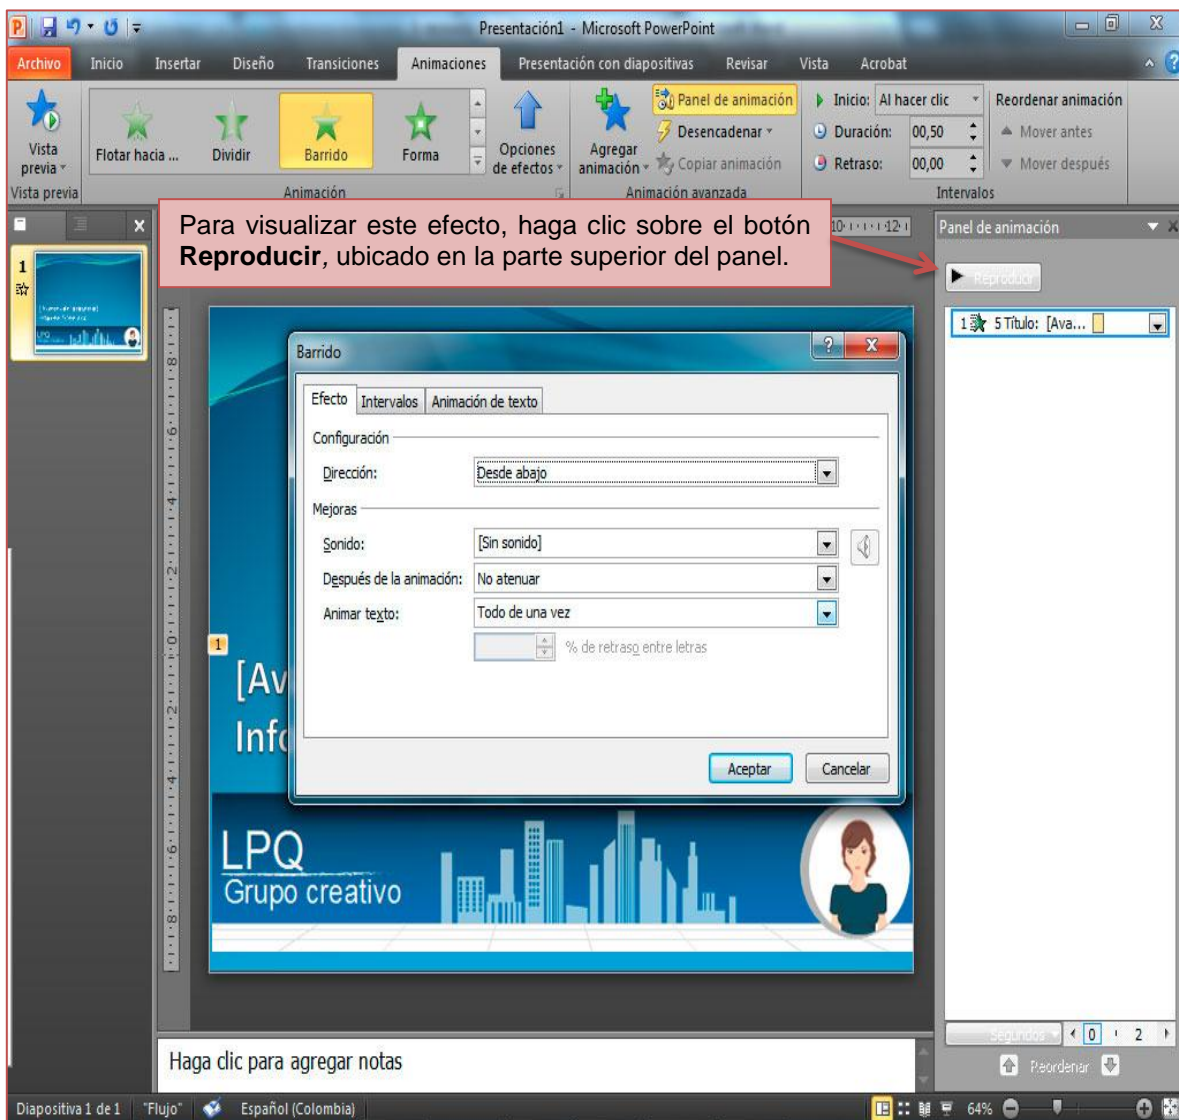 Presentación1 - Microsoft PowerPoint
Archivo Inicio Insertar Diseño Transiciones Animaciones Presentación con diapositivas Revisar Vista Acrobat
Vista previa
Flotar hacia ... Dividir Barrido Forma
Opciones de efectos
Agregar animación
Panel de animación
Desencadenar
Copiar animación
Inicio: Al hacer clic
Duración: 00,50
Retraso: 00,00
Reordenar animación
Mover antes
Mover después
Vista previa Animación Animación avanzada Intervalos
Para visualizar este efecto, haga clic sobre el botón
Reproducir, ubicado en la parte superior del panel.
Panel de animación
Reproducir
1 5 Título: [Ava...
1
Barrido
Efecto Intervalos Animación de texto
Configuración
Dirección: Desde abajo
Mejoras
Sonido: [Sin sonido]
Después de la animación: No atenuar
Animar texto: Todo de una vez
% de retraso entre letras
Aceptar Cancelar
1
[Av
Info
LPQ
Grupo creativo
Segundos 0 2
Reordenar
Haga clic para agregar notas
Diapositiva 1 de 1 "Flujo" Español (Colombia) 64%